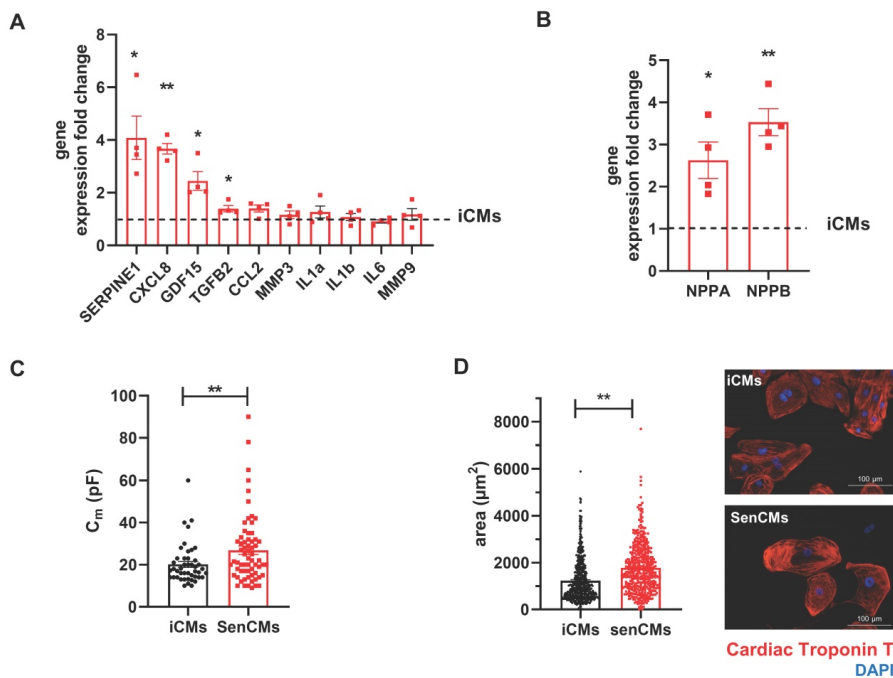 A
gene
expression fold change
8
6
4
2
0
*
**
*
*
iCMs
SERPINE1
CXCL8
GDF15
TGFB2
CCL2
MMP3
IL1a
IL1b
IL6
MMP9
B
gene
expression fold change
5
4
3
2
1
0
*
**
iCMs
NPPA
NPPB
C
Cm (pF)
100
80
60
40
20
0
**
iCMs
SenCMs
D
area (µm²)
8000
6000
4000
2000
0
**
iCMs
senCMs
iCMs
100 µm
SenCMs
100 µm
Cardiac Troponin T
DAPI